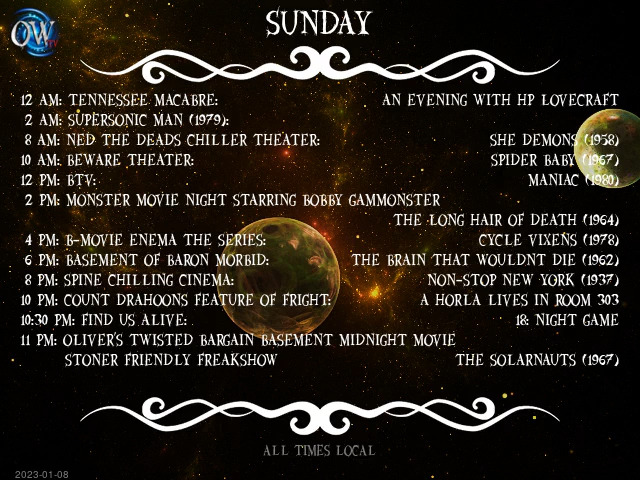 OW TV
SUNDAY
12 AM: TENNESSEE MACABRE: AN EVENING WITH HP LOVECRAFT
2 AM: SUPERSONIC MAN (1979):
8 AM: NED THE DEADS CHILLER THEATER: SHE DEMONS (1958)
10 AM: BEWARE THEATER: SPIDER BABY (1967)
12 PM: BTV: MANIAC (1980)
2 PM: MONSTER MOVIE NIGHT STARRING BOBBY GAMMONSTER
THE LONG HAIR OF DEATH (1964)
4 PM: B-MOVIE ENEMA THE SERIES: CYCLE VIXENS (1978)
6 PM: BASEMENT OF BARON MORBID: THE BRAIN THAT WOULDNT DIE (1962)
8 PM: SPINE CHILLING CINEMA: NON-STOP NEW YORK (1937)
10 PM: COUNT DRAHOONS FEATURE OF FRIGHT: A HORLA LIVES IN ROOM 303
10:30 PM: FIND US ALIVE: 18: NIGHT GAME
11 PM: OLIVER'S TWISTED BARGAIN BASEMENT MIDNIGHT MOVIE
STONER FRIENDLY FREAKSHOW THE SOLARNAUTS (1967)
ALL TIMES LOCAL
2023-01-08